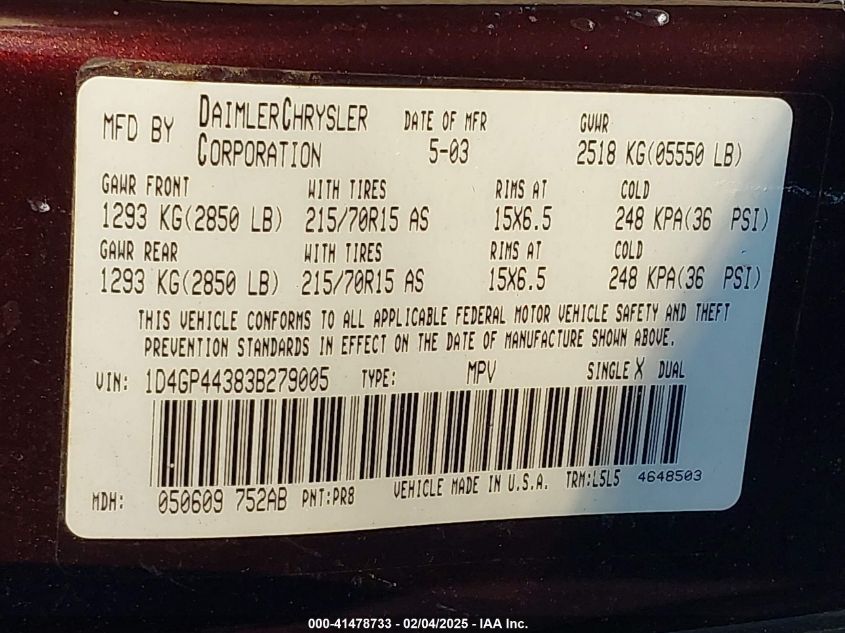 MFD BY DAIMLERCHRYSLER CORPORATION DATE OF MFR 5-03 GVWR 2518 KG(05550 LB)
GAWR FRONT WITH TIRES RIMS AT COLD
1293 KG(2850 LB) 215/70R15 AS 15X6.5 248 KPA(36 PSI)
GAWR REAR WITH TIRES RIMS AT COLD
1293 KG(2850 LB) 215/70R15 AS 15X6.5 248 KPA(36 PSI)
THIS VEHICLE CONFORMS TO ALL APPLICABLE FEDERAL MOTOR VEHICLE SAFETY AND THEFT
PREVENTION STANDARDS IN EFFECT ON THE DATE OF MANUFACTURE SHOWN ABOVE.
VIN: 1D4GP44383B279005 TYPE: MPV SINGLE X DUAL
MDH: 050609 752AB PNT:PR8 VEHICLE MADE IN U.S.A. TRM:L5L5 4648503
000-41478733 - 02/04/2025 - IAA Inc.